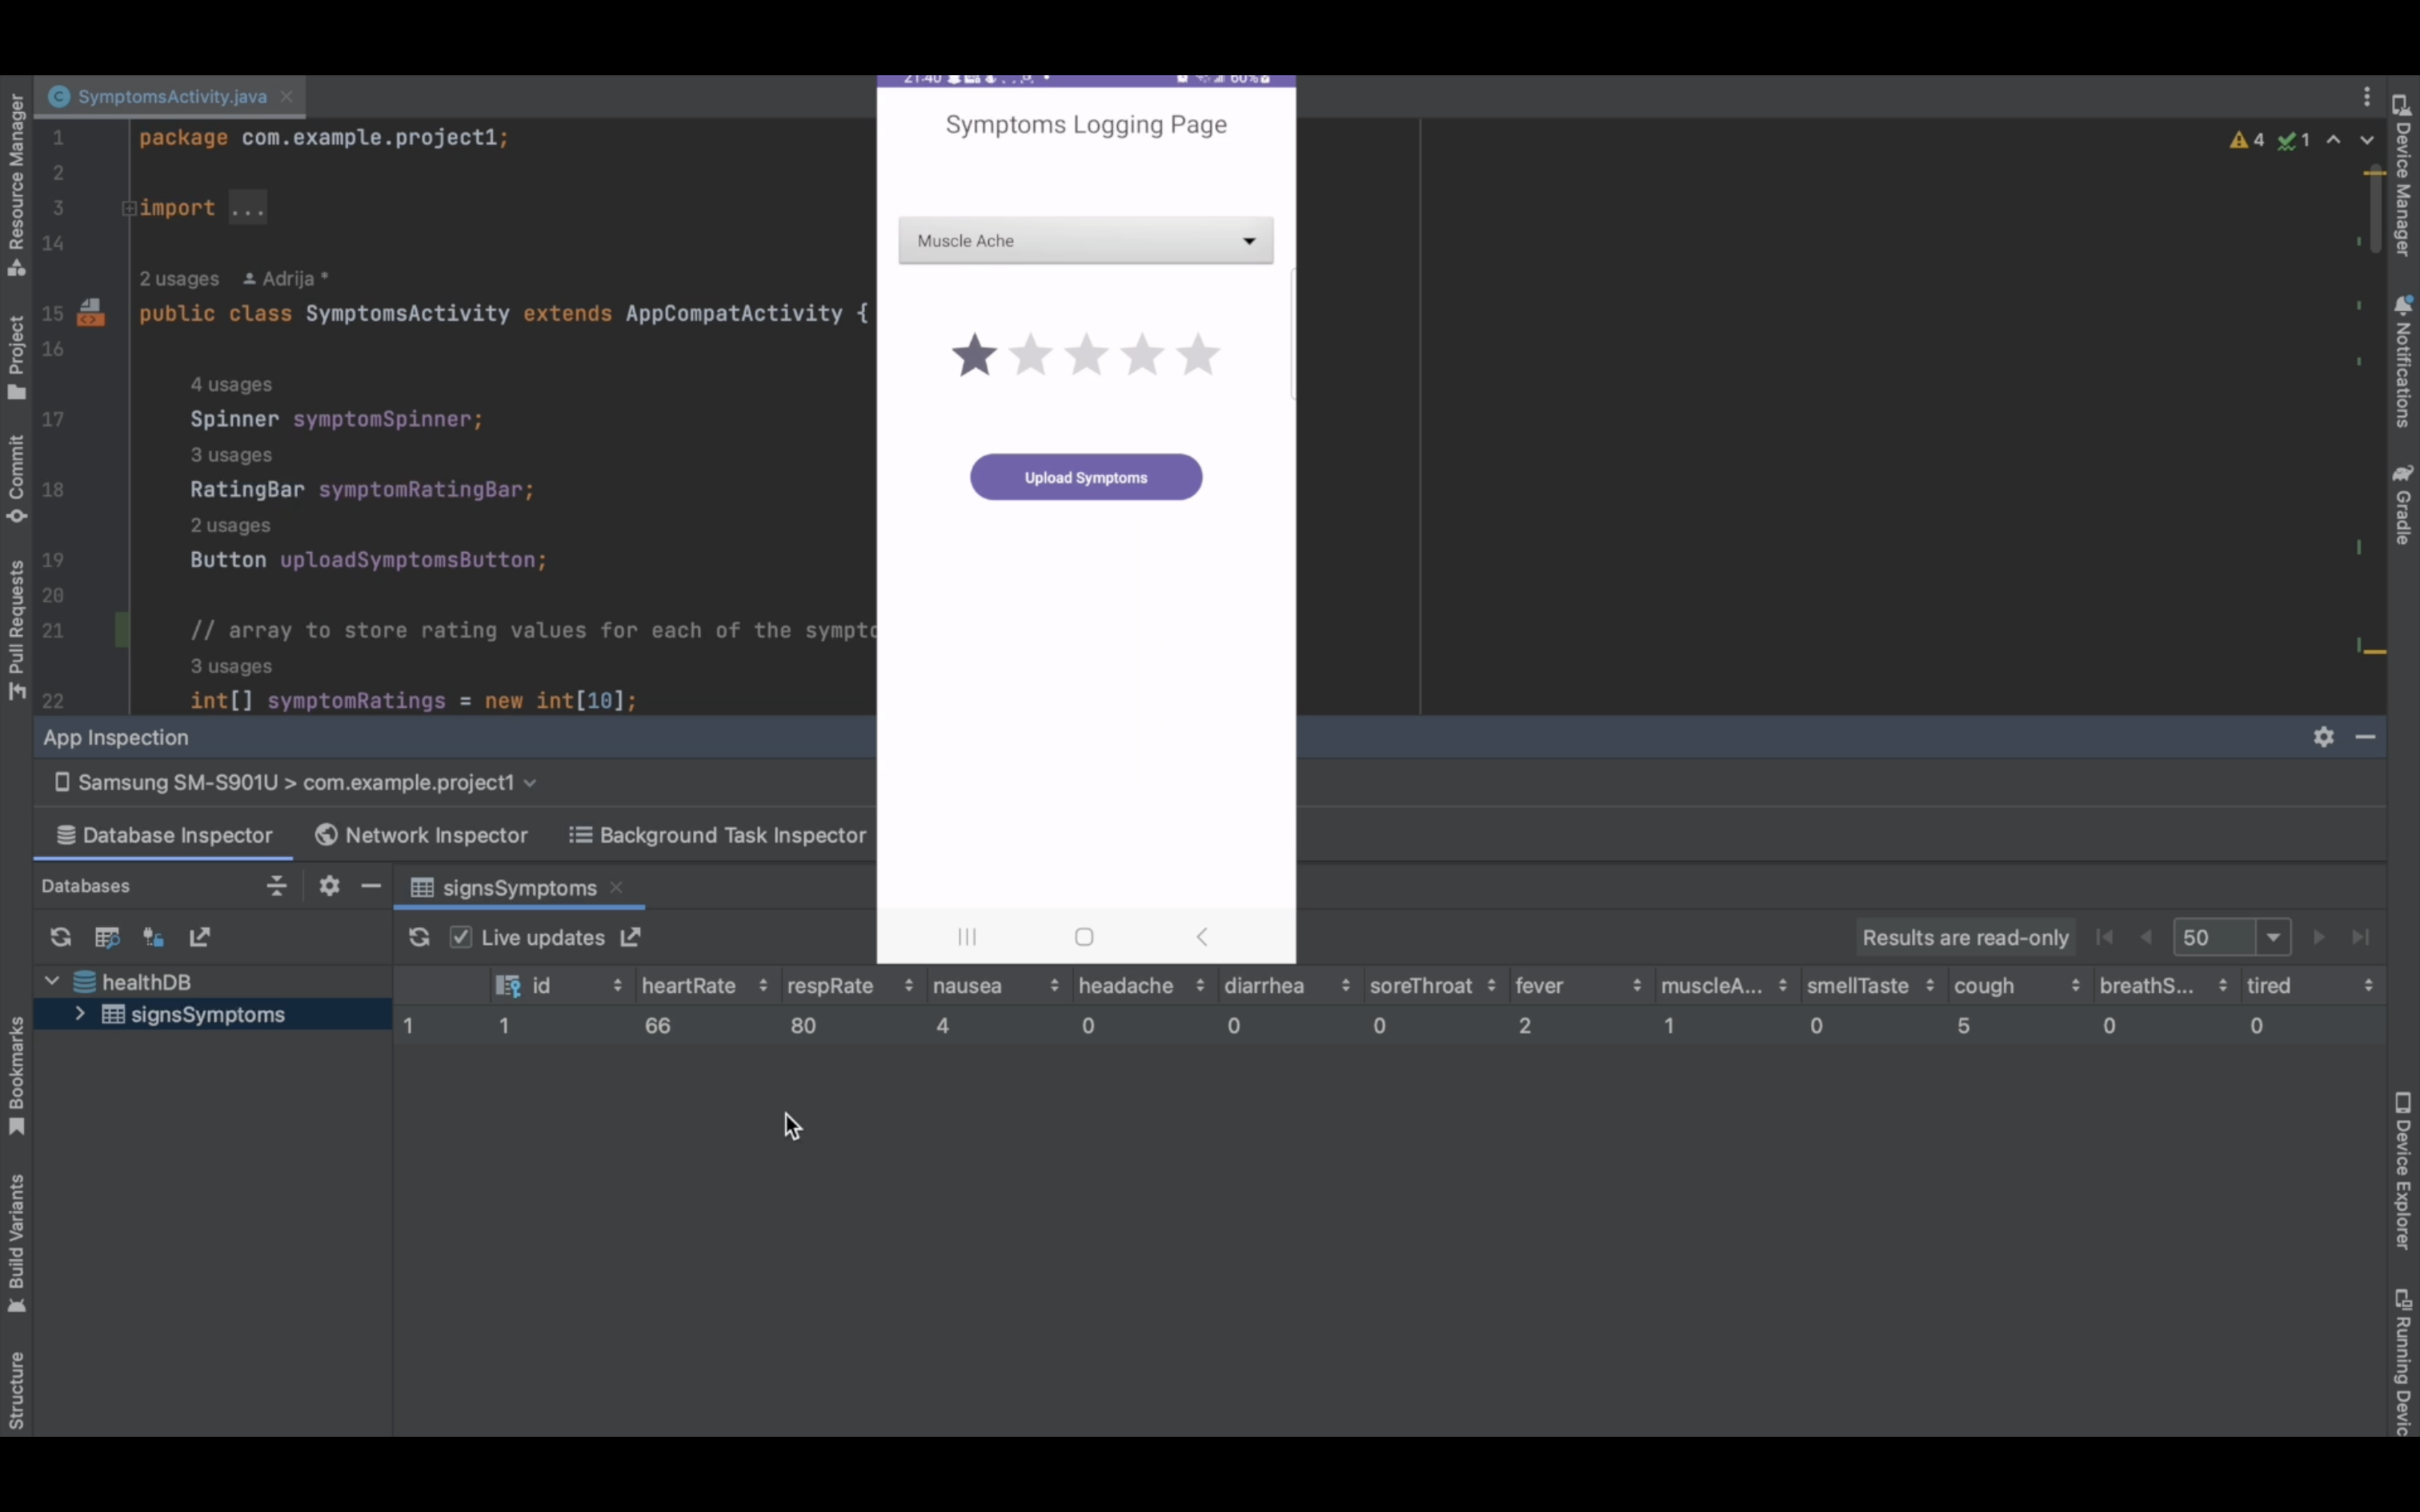 SymptomsActivity.java
1 package com.example.project1;
2
3 import ...
14
2 usages Adrija *
15 public class SymptomsActivity extends AppCompatActivity {
16
4 usages
17 Spinner symptomSpinner;
3 usages
18 RatingBar symptomRatingBar;
2 usages
19 Button uploadSymptomsButton;
20
21 // array to store rating values for each of the sympto
3 usages
22 int[] symptomRatings = new int[10];
4 1
21:40 60%
Symptoms Logging Page
Muscle Ache
Upload Symptoms
App Inspection
Samsung SM-S901U > com.example.project1
Database Inspector Network Inspector Background Task Inspector
Databases
signsSymptoms
Live updates
Results are read-only 50
healthDB
signsSymptoms
id heartRate respRate nausea headache diarrhea soreThroat fever muscleA... smellTaste cough breathS... tired
1 1 66 80 4 0 0 0 2 1 0 5 0 0
Resource Manager
Project
Commit
Pull Requests
Bookmarks
Build Variants
Structure
Device Manager
Notifications
Gradle
Device Explorer
Running Devic